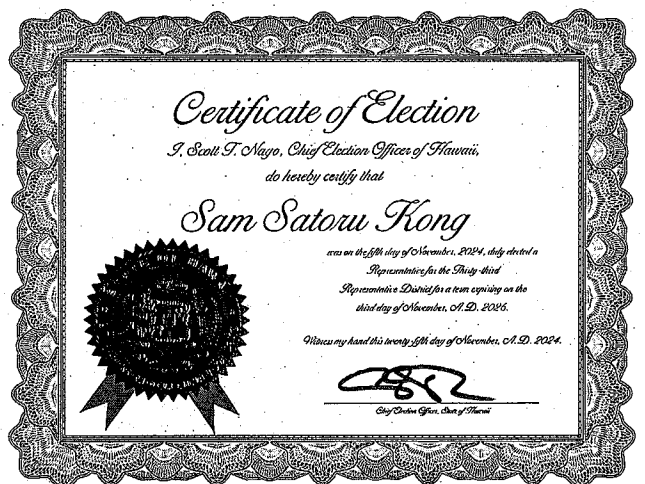 Certificate of Election
I, Scott T. Nago, Chief Election Officer of Hawaii,
do hereby certify that
Sam Satoru Kong
was on the fifth day of November, 2024, duly elected a
Representative for the Thirty-third
Representative District for a term expiring on the
third day of November, A.D. 2026.
Witness my hand this twenty-fifth day of November, A.D. 2024.
Chief Election Officer, State of Hawaii